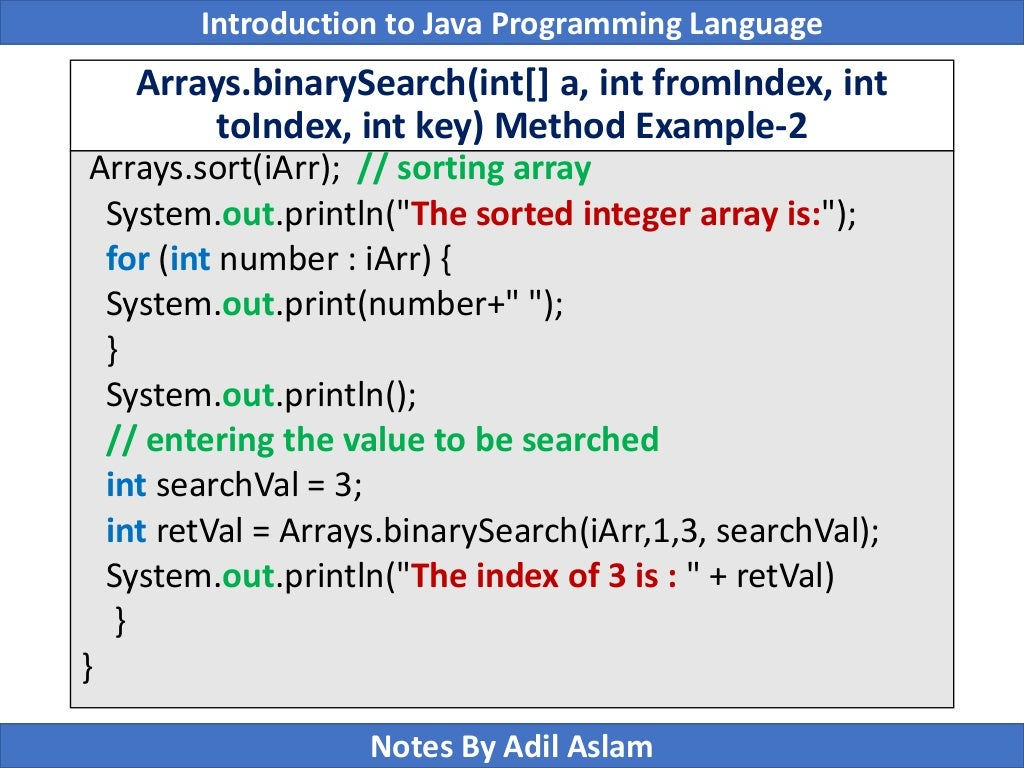 Introduction to Java Programming Language
Arrays.binarySearch(int[] a, int fromIndex, int
toIndex, int key) Method Example-2
Arrays.sort(iArr);  // sorting array
System.out.println("The sorted integer array is:");
for (int number : iArr) {
System.out.print(number+" ");
}
System.out.println();
// entering the value to be searched
int searchVal = 3;
int retVal = Arrays.binarySearch(iArr,1,3, searchVal);
System.out.println("The index of 3 is : " + retVal)
}
}
Notes By Adil Aslam